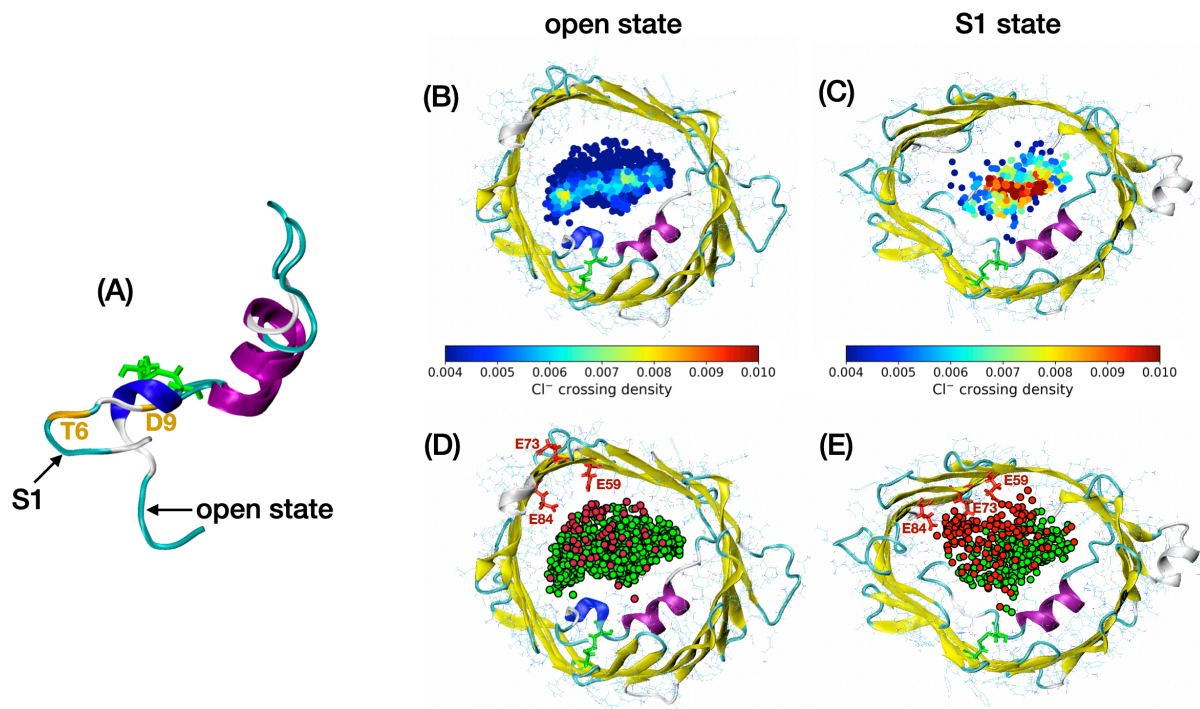 open state
S1 state
(A)
T6
D9
S1
open state
(B)
(C)
0.004 0.005 0.006 0.007 0.008 0.009 0.010
Cl⁻ crossing density
0.004 0.005 0.006 0.007 0.008 0.009 0.010
Cl⁻ crossing density
(D)
E73
E59
E84
(E)
E59
E73
E84